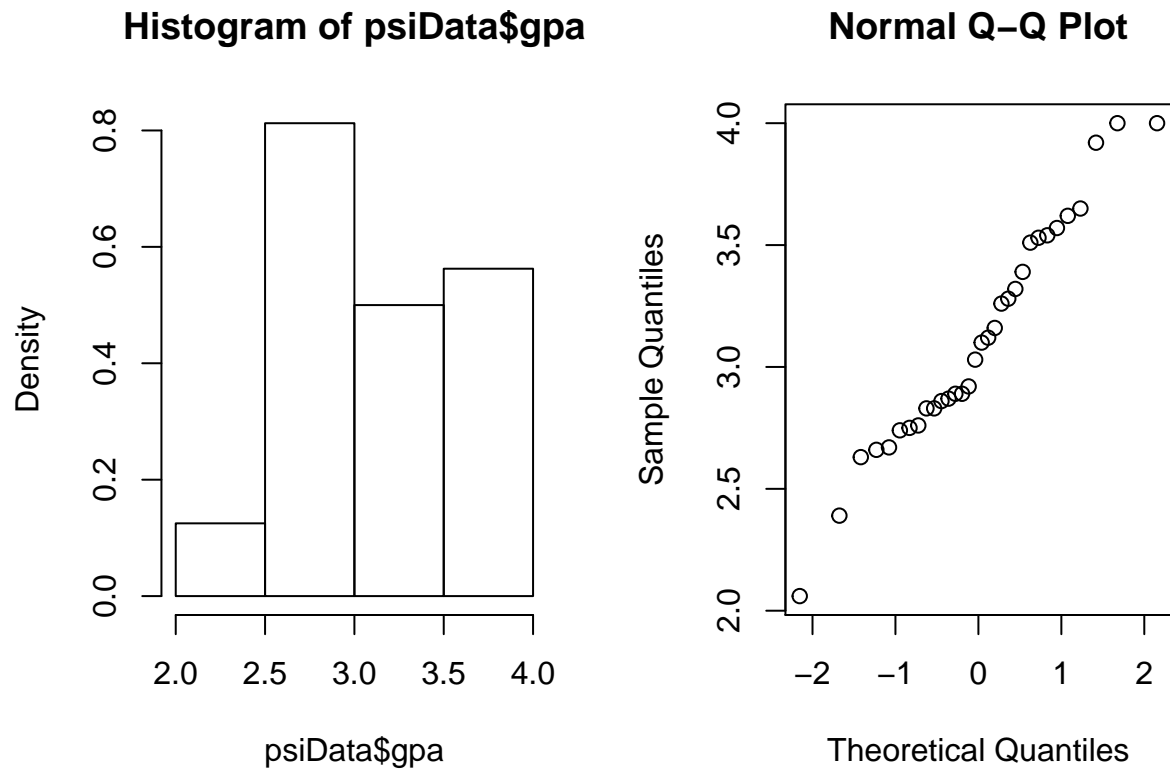 Histogram of psiData$gpa
Density
0.0
0.2
0.4
0.6
0.8
2.0 2.5 3.0 3.5 4.0
psiData$gpa
Normal Q−Q Plot
Sample Quantiles
2.0
2.5
3.0
3.5
4.0
−2 −1 0 1 2
Theoretical Quantiles